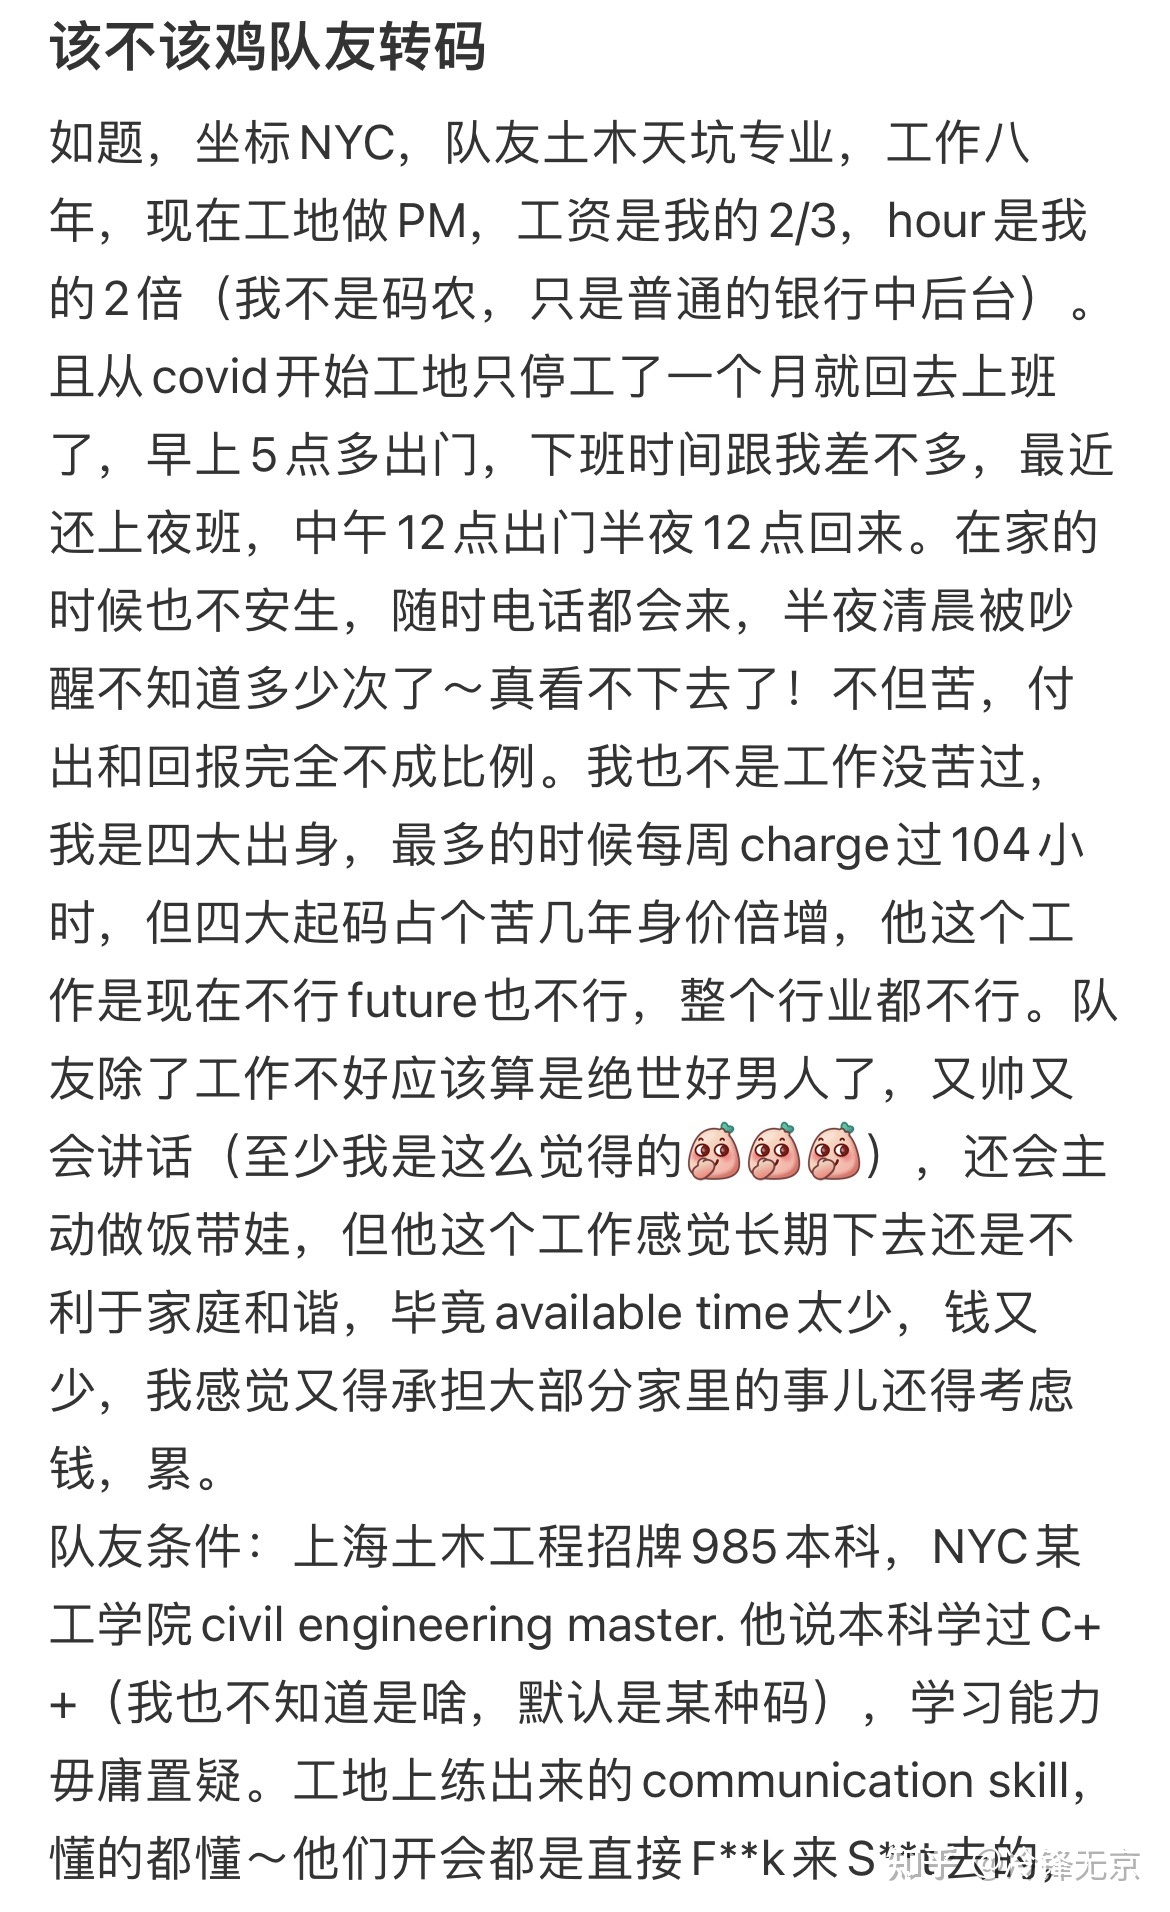 该不该鸡队友转码
如题，坐标NYC，队友土木天坑专业，工作八
年，现在工地做PM，工资是我的2/3，hour是我
的2倍（我不是码农，只是普通的银行中后台）。
且从covid开始工地只停工了一个月就回去上班
了，早上5点多出门，下班时间跟我差不多，最近
还上夜班，中午12点出门半夜12点回来。在家的
时候也不安生，随时电话都会来，半夜清晨被吵
醒不知道多少次了～真看不下去了！不但苦，付
出和回报完全不成比例。我也不是工作没苦过，
我是四大出身，最多的时候每周charge过104小
时，但四大起码占个苦几年身价倍增，他这个工
作是现在不行future也不行，整个行业都不行。队
友除了工作不好应该算是绝世好男人了，又帅又
会讲话（至少我是这么觉得的），还会主
动做饭带娃，但他这个工作感觉长期下去还是不
利于家庭和谐，毕竟available time太少，钱又
少，我感觉又得承担大部分家里的事儿还得考虑
钱，累。
队友条件：上海土木工程招牌985本科，NYC某
工学院civil engineering master. 他说本科学过C+
+（我也不知道是啥，默认是某种码），学习能力
毋庸置疑。工地上练出来的communication skill，
懂的都懂～他们开会都是直接F**k来S**t去的，
知乎 @冷锋无京